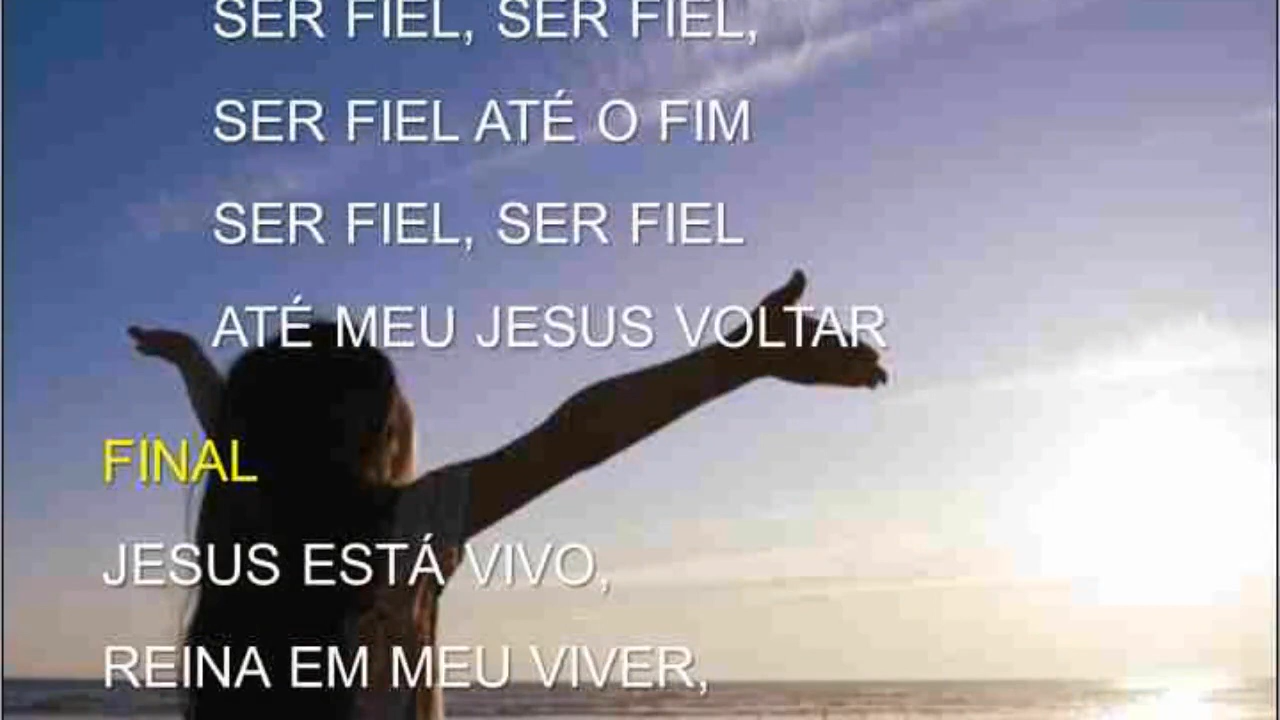 SER FIEL, SER FIEL,
SER FIEL ATÉ O FIM
SER FIEL, SER FIEL
ATÉ MEU JESUS VOLTAR
FINAL
JESUS ESTÁ VIVO,
REINA EM MEU VIVER,